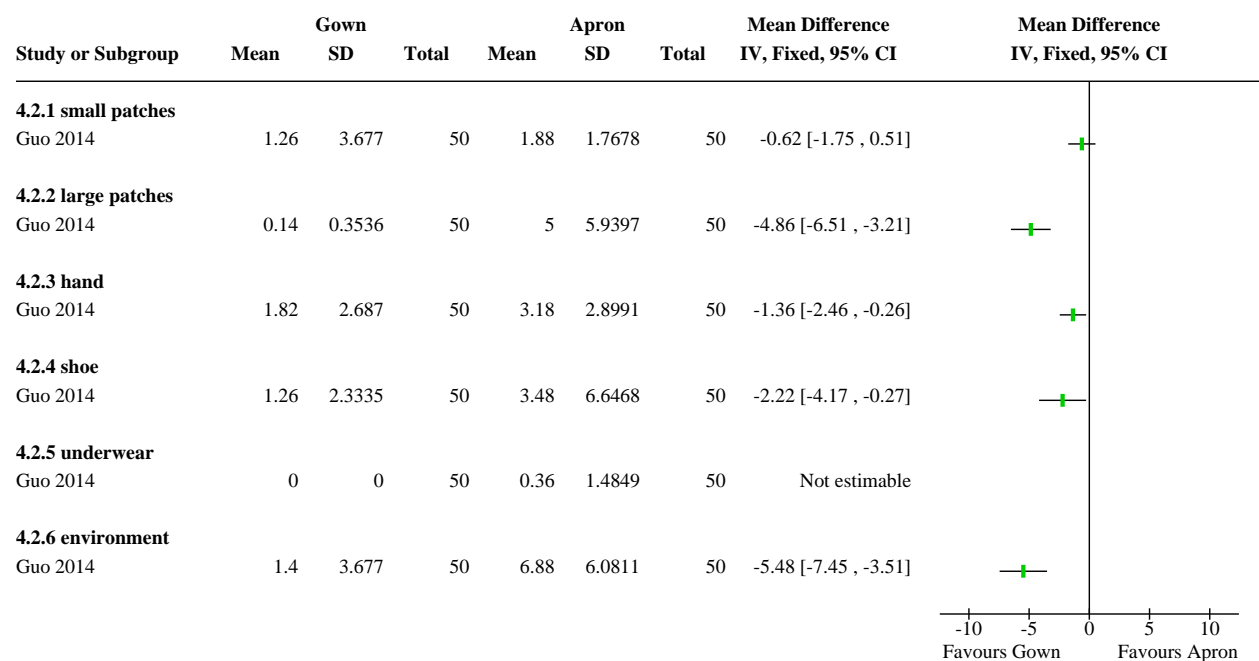 Gown Apron Mean Difference Mean Difference
Study or Subgroup Mean SD Total Mean SD Total IV, Fixed, 95% CI IV, Fixed, 95% CI
4.2.1 small patches
Guo 2014 1.26 3.677 50 1.88 1.7678 50 -0.62 [-1.75 , 0.51]
4.2.2 large patches
Guo 2014 0.14 0.3536 50 5 5.9397 50 -4.86 [-6.51 , -3.21]
4.2.3 hand
Guo 2014 1.82 2.687 50 3.18 2.8991 50 -1.36 [-2.46 , -0.26]
4.2.4 shoe
Guo 2014 1.26 2.3335 50 3.48 6.6468 50 -2.22 [-4.17 , -0.27]
4.2.5 underwear
Guo 2014 0 0 50 0.36 1.4849 50 Not estimable
4.2.6 environment
Guo 2014 1.4 3.677 50 6.88 6.0811 50 -5.48 [-7.45 , -3.51]
-10 -5 0 5 10
Favours Gown Favours Apron